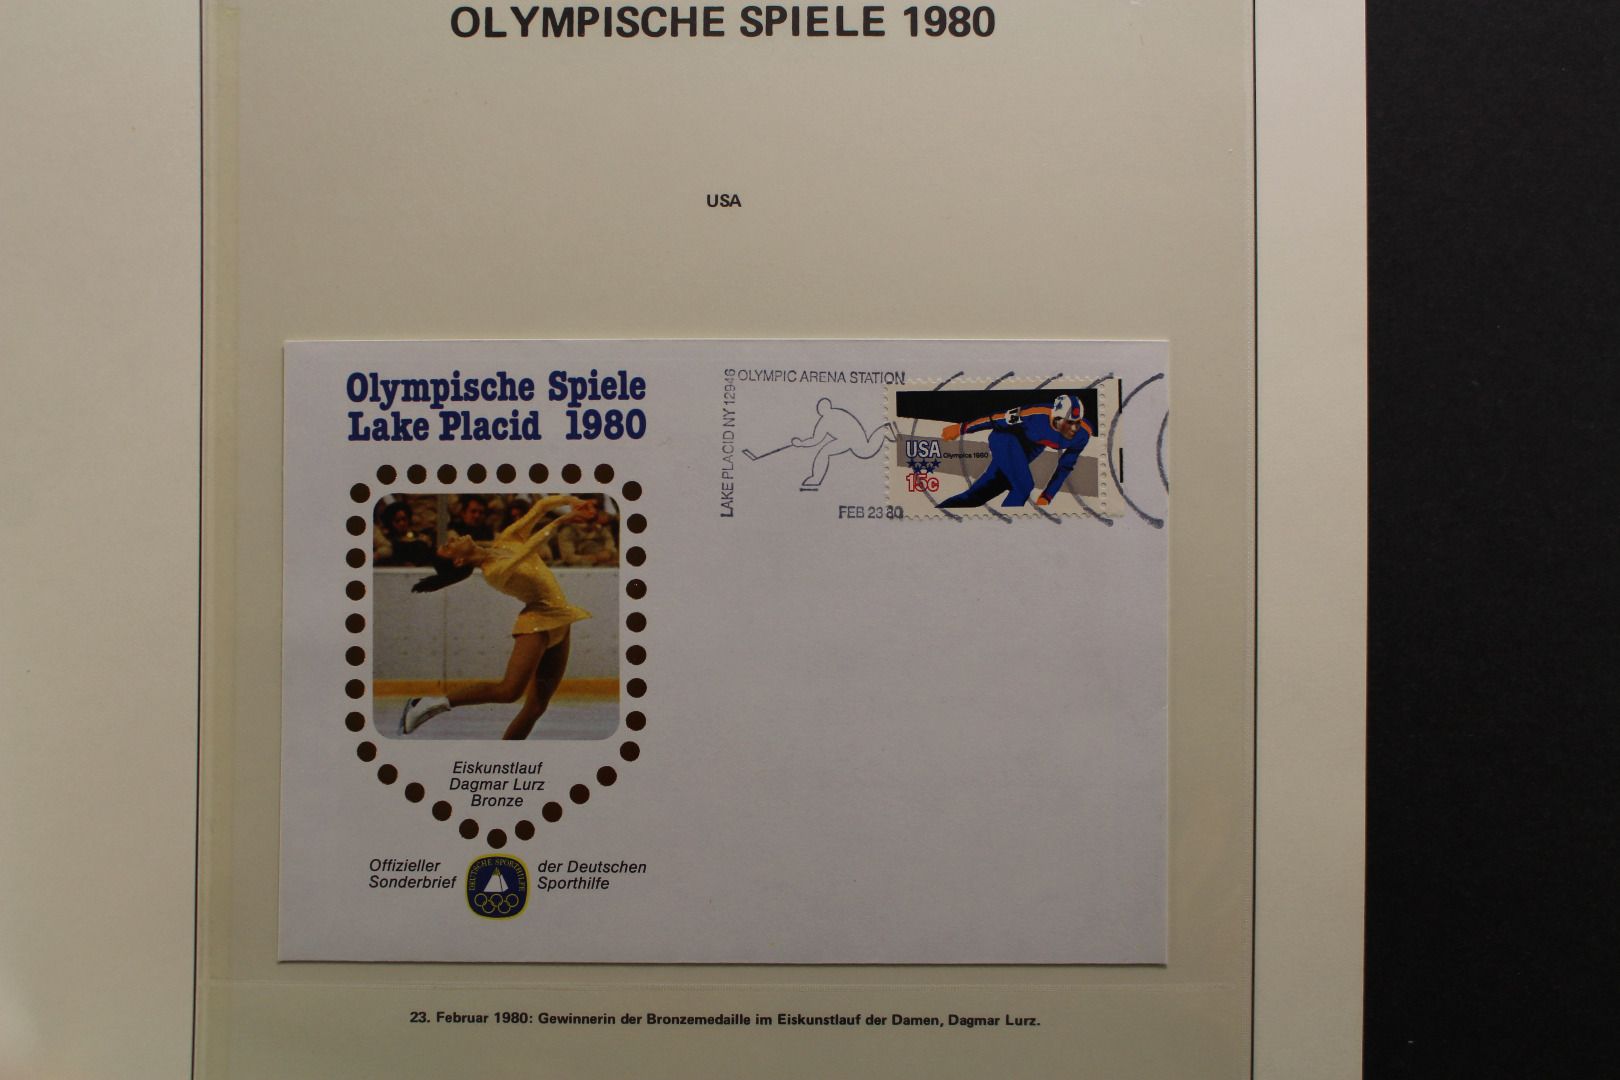 OLYMPISCHE SPIELE 1980
USA
Olympische Spiele
Lake Placid 1980
LAKE PLACID NY 12946
OLYMPIC ARENA STATION
FEB 23 80
USA
Olympics 1980
15c
Eiskunstlauf
Dagmar Lurz
Bronze
Offizieller
Sonderbrief
DEUTSCHE SPORTHILFE
der Deutschen
Sporthilfe
23. Februar 1980: Gewinnerin der Bronzemedaille im Eiskunstlauf der Damen, Dagmar Lurz.